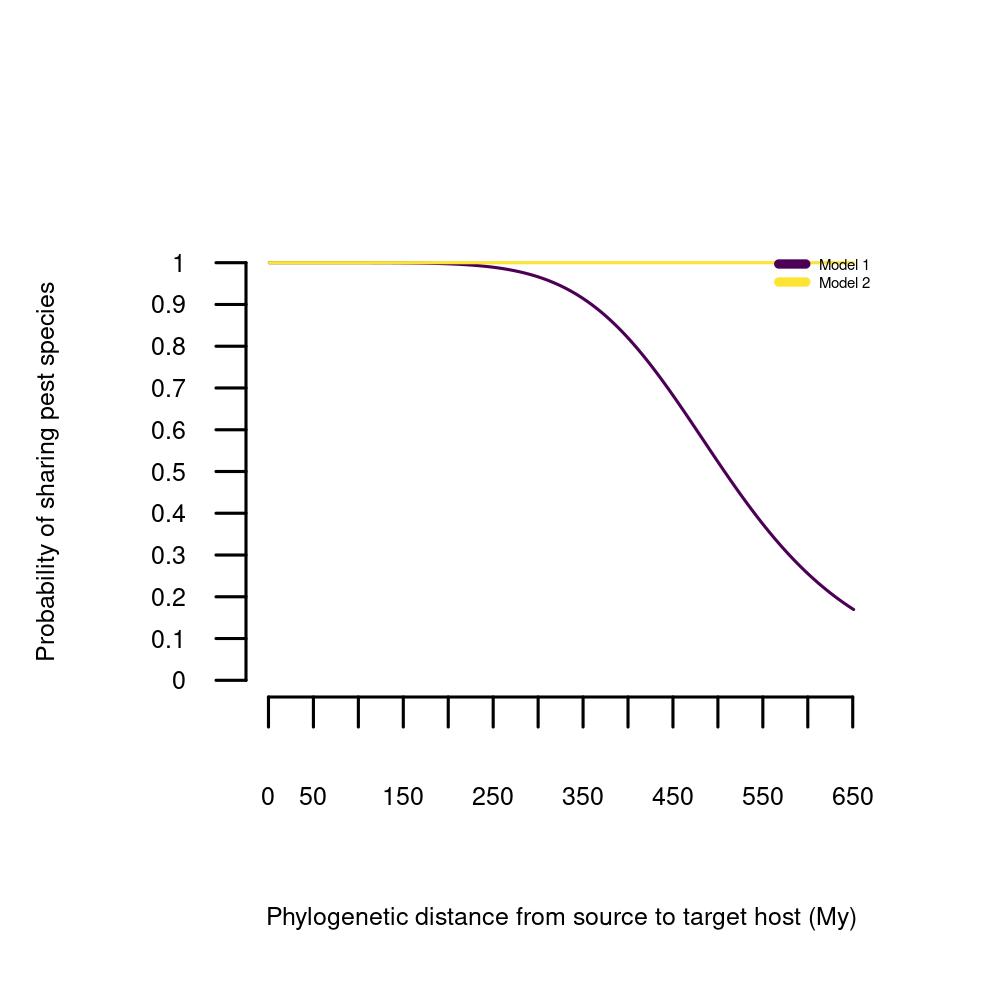 Probability of sharing pest species
1
0.9
0.8
0.7
0.6
0.5
0.4
0.3
0.2
0.1
0
Model 1
Model 2
0 50 150 250 350 450 550 650
Phylogenetic distance from source to target host (My)